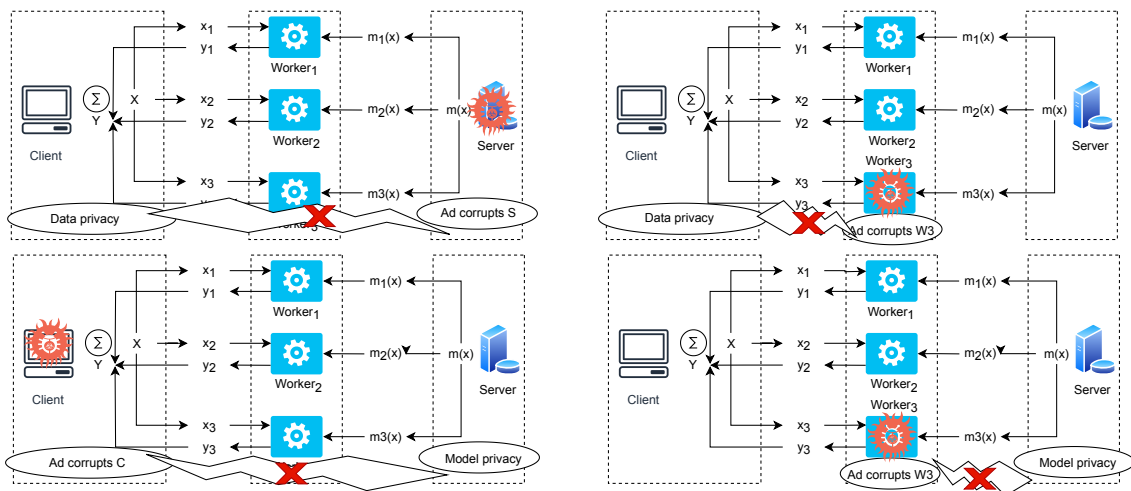 x1
y1
Worker1
m1(x)
Σ
X
Y
x2
y2
Worker2
m2(x)
m(x)
Client
Server
x3
Worker3
m3(x)
Data privacy
Ad corrupts S
x1
y1
Worker1
m1(x)
Σ
X
Y
x2
y2
Worker2
m2(x)
m(x)
Client
Server
Worker3
x3
y3
m3(x)
Data privacy
Ad corrupts W3
x1
y1
Worker1
m1(x)
Σ
X
Y
x2
y2
Worker2
m2(x)
m(x)
Client
Server
x3
y3
m3(x)
Ad corrupts C
Model privacy
x1
y1
Worker1
m1(x)
Σ
X
Y
x2
y2
Worker2
m2(x)
m(x)
Client
Server
Worker3
x3
y3
m3(x)
Ad corrupts W3
Model privacy